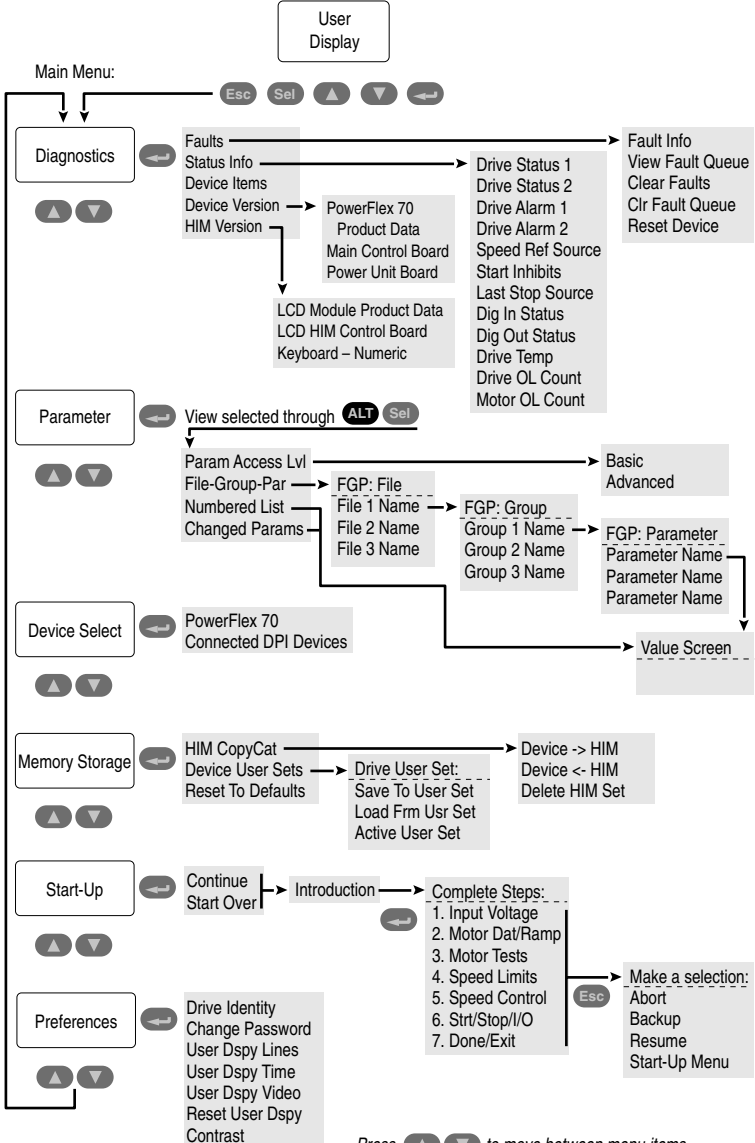 User
Display
Main Menu:
Esc Sel
Diagnostics
Faults
Status Info
Device Items
Device Version
HIM Version
PowerFlex 70
Product Data
Main Control Board
Power Unit Board
LCD Module Product Data
LCD HIM Control Board
Keyboard – Numeric
Drive Status 1
Drive Status 2
Drive Alarm 1
Drive Alarm 2
Speed Ref Source
Start Inhibits
Last Stop Source
Dig In Status
Dig Out Status
Drive Temp
Drive OL Count
Motor OL Count
Fault Info
View Fault Queue
Clear Faults
Clr Fault Queue
Reset Device
Parameter
View selected through ALT Sel
Param Access Lvl
File-Group-Par
Numbered List
Changed Params
FGP: File
File 1 Name
File 2 Name
File 3 Name
FGP: Group
Group 1 Name
Group 2 Name
Group 3 Name
Basic
Advanced
FGP: Parameter
Parameter Name
Parameter Name
Parameter Name
Value Screen
Device Select
PowerFlex 70
Connected DPI Devices
Memory Storage
HIM CopyCat
Device User Sets
Reset To Defaults
Drive User Set:
Save To User Set
Load Frm Usr Set
Active User Set
Device -> HIM
Device <- HIM
Delete HIM Set
Start-Up
Continue
Start Over
Introduction
Complete Steps:
1. Input Voltage
2. Motor Dat/Ramp
3. Motor Tests
4. Speed Limits
5. Speed Control
6. Strt/Stop/I/O
7. Done/Exit
Esc
Make a selection:
Abort
Backup
Resume
Start-Up Menu
Preferences
Drive Identity
Change Password
User Dspy Lines
User Dspy Time
User Dspy Video
Reset User Dspy
Contrast
Press to move between menu items